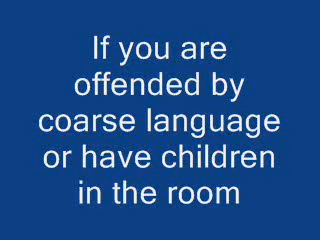 If you are
offended by
coarse language
or have children
in the room